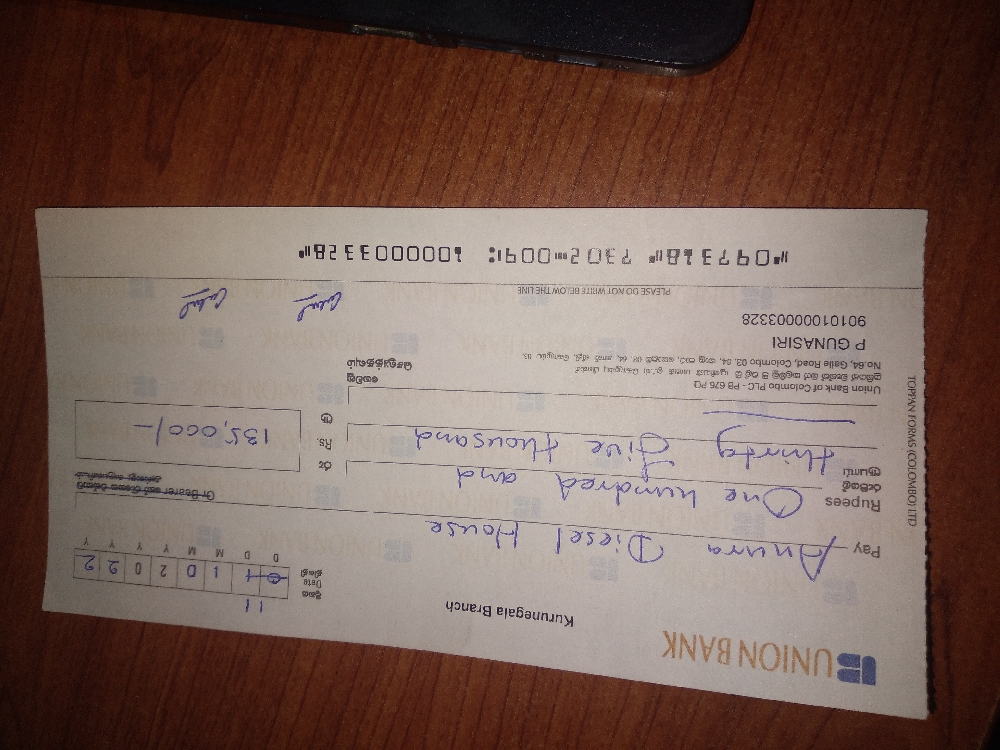 UNION BANK
Kurunegala Branch
11
Date
0 1 1 0 2 0 2 2
D D M M Y Y Y Y
Pay Anura Diesel House
Or Bearer
Rupees One hundred and
thirty five thousand
Rs. 135,000/-
Union Bank of Colombo PLC - PB 676 PQ
No.64, Galle Road, Colombo 03.
P GUNASIRI
901010000003328
PLEASE DO NOT WRITE BELOW THE LINE
⑈097318⑈ 7302⑉009⑆ 1000003328⑈
TOPPAN FORMS (COLOMBO) LTD